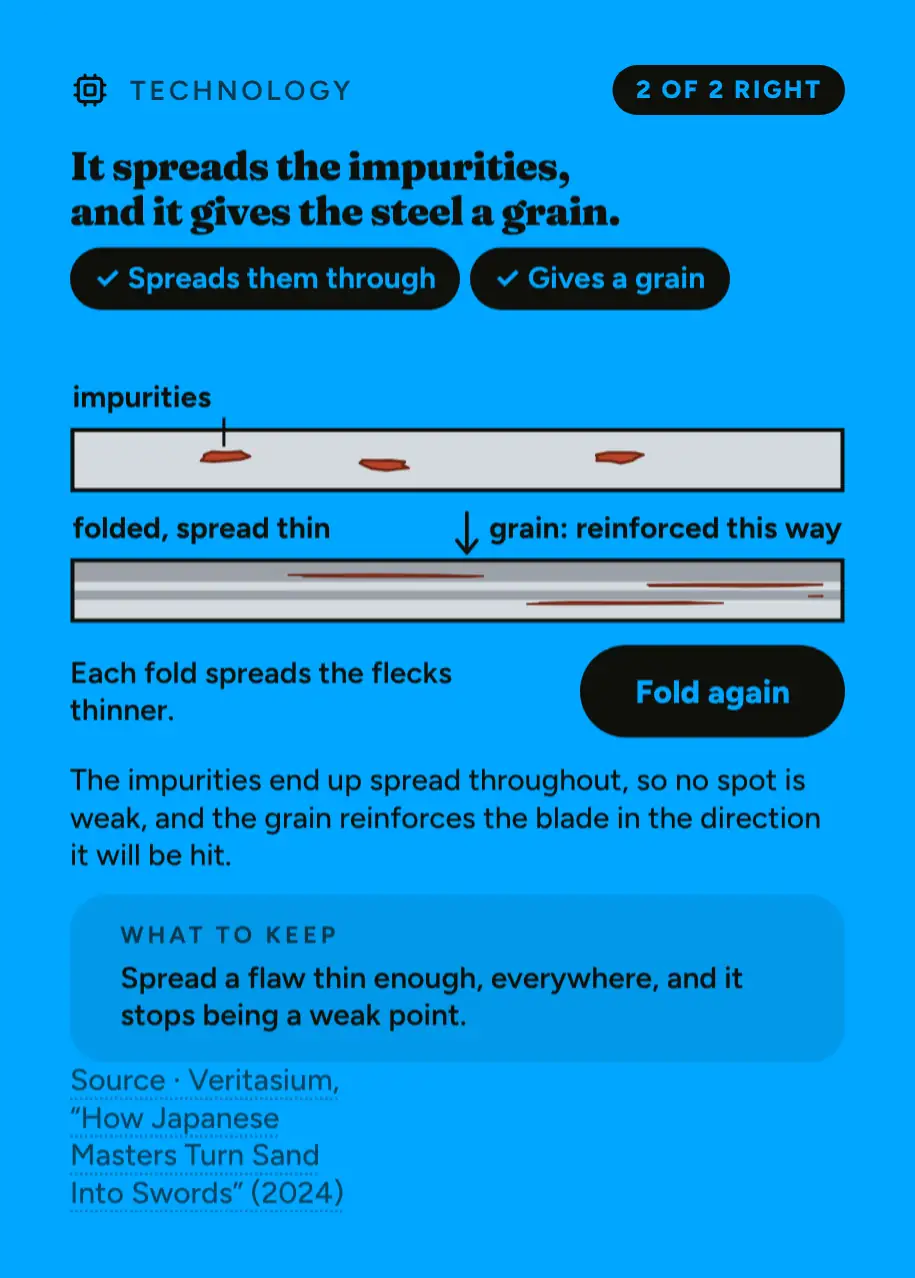 TECHNOLOGY
2 OF 2 RIGHT
It spreads the impurities,
and it gives the steel a grain.
✓ Spreads them through
✓ Gives a grain
impurities
folded, spread thin
grain: reinforced this way
Each fold spreads the flecks
thinner.
Fold again
The impurities end up spread throughout, so no spot is
weak, and the grain reinforces the blade in the direction
it will be hit.
WHAT TO KEEP
Spread a flaw thin enough, everywhere, and it
stops being a weak point.
Source · Veritasium,
“How Japanese
Masters Turn Sand
Into Swords” (2024)